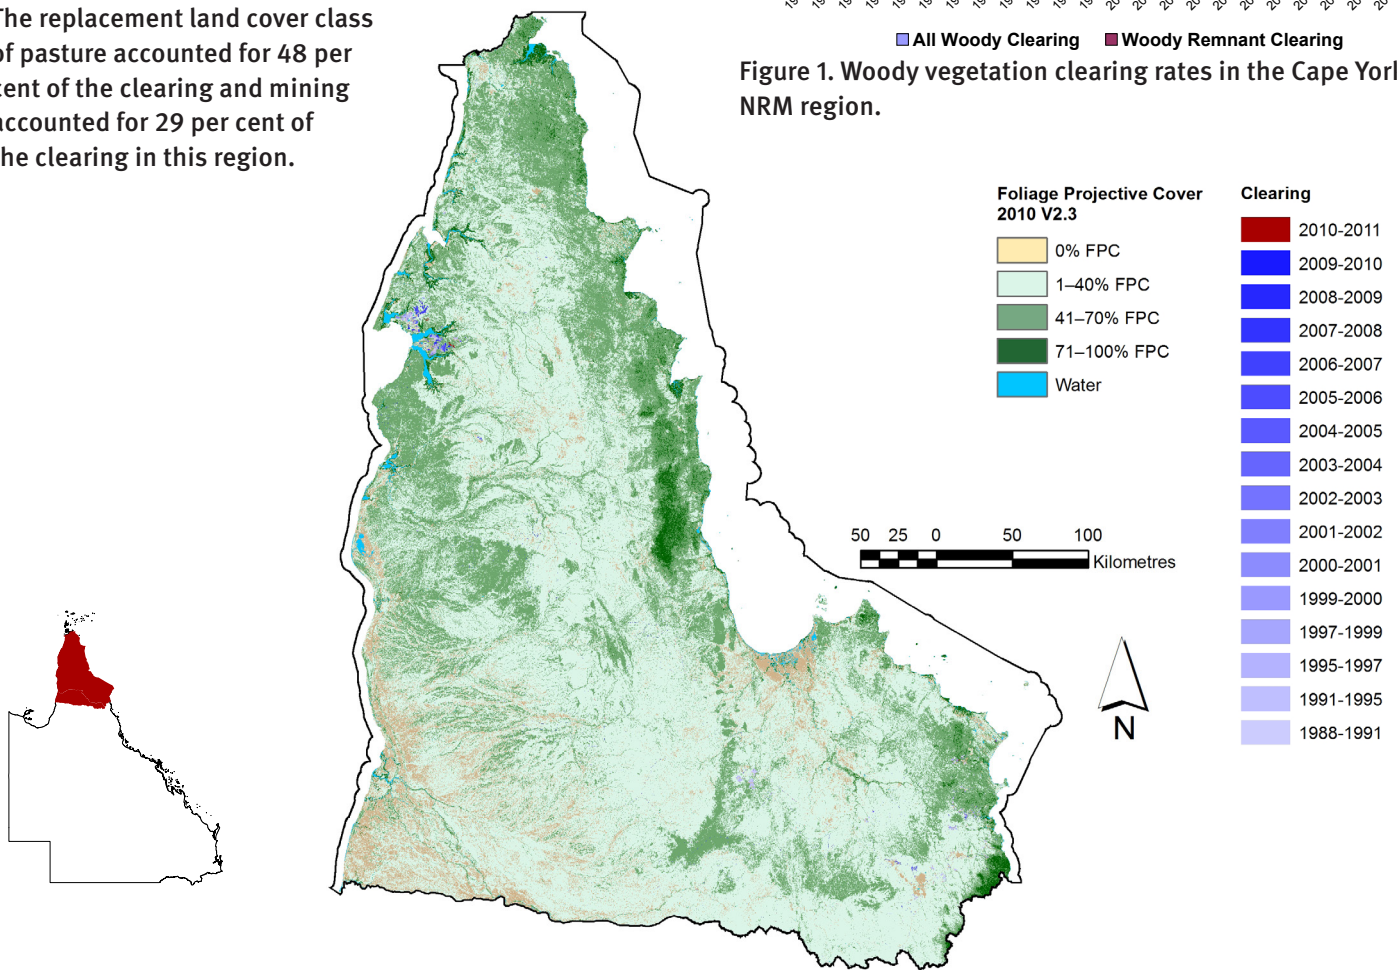 The replacement land cover class
of pasture accounted for 48 per
cent of the clearing and mining
accounted for 29 per cent of
the clearing in this region.
All Woody Clearing
Woody Remnant Clearing
Figure 1. Woody vegetation clearing rates in the Cape York
NRM region.
Foliage Projective Cover
2010 V2.3
0% FPC
1–40% FPC
41–70% FPC
71–100% FPC
Water
Clearing
2010-2011
2009-2010
2008-2009
2007-2008
2006-2007
2005-2006
2004-2005
2003-2004
2002-2003
2001-2002
2000-2001
1999-2000
1997-1999
1995-1997
1991-1995
1988-1991
50 25 0 50 100
Kilometres
N